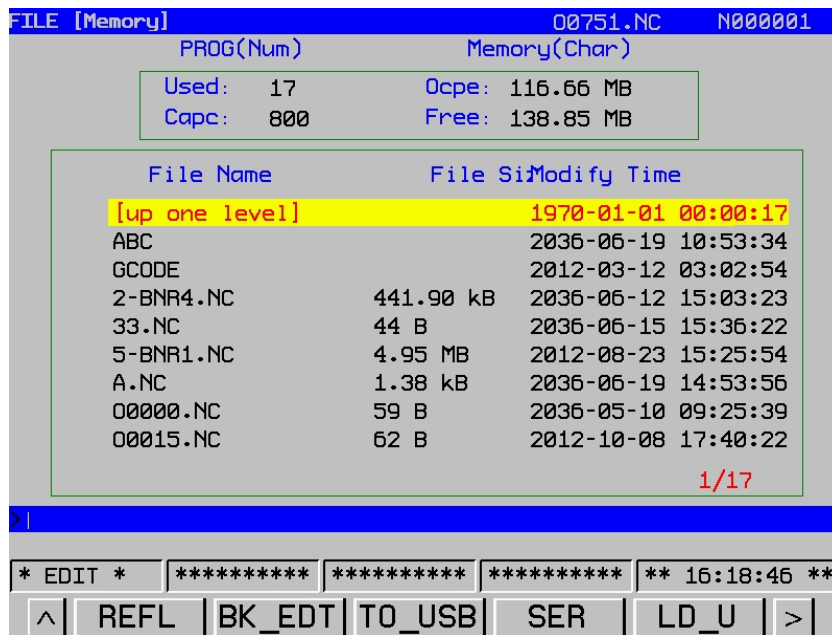 FILE [Memory] O0751.NC N000001
PROG(Num) Memory(Char)
Used: 17 Ocpe: 116.66 MB
Capc: 800 Free: 138.85 MB
File Name File Si Modify Time
[up one level] 1970-01-01 00:00:17
ABC 2036-06-19 10:53:34
GCODE 2012-03-12 03:02:54
2-BNR4.NC 441.90 kB 2036-06-12 15:03:23
33.NC 44 B 2036-06-15 15:36:22
5-BNR1.NC 4.95 MB 2012-08-23 15:25:54
A.NC 1.38 kB 2036-06-19 14:53:56
O0000.NC 59 B 2036-05-10 09:25:39
O0015.NC 62 B 2012-10-08 17:40:22
1/17
>|
* EDIT * ********** ********** ********** ** 16:18:46 **
^ REFL BK_EDT TO_USB SER LD_U >